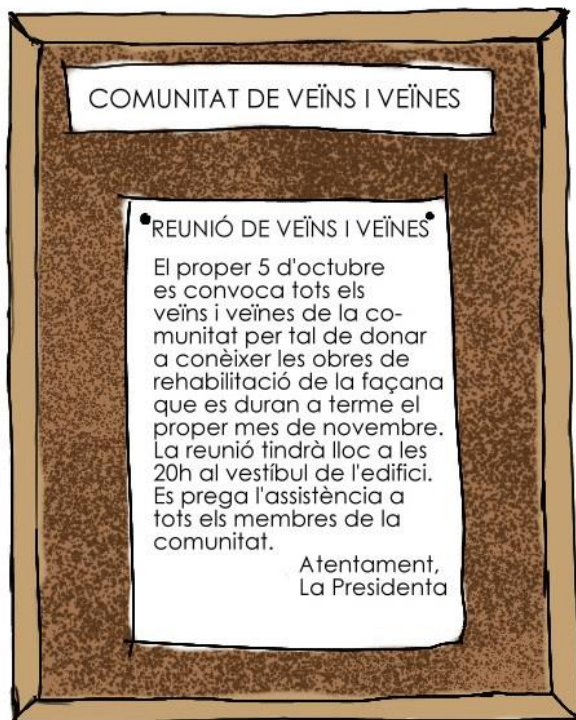 COMUNITAT DE VEÏNS I VEÏNES
REUNIÓ DE VEÏNS I VEÏNES
El proper 5 d'octubre
es convoca tots els
veïns i veïnes de la co-
munitat per tal de donar
a conèixer les obres de
rehabilitació de la façana
que es duran a terme el
proper mes de novembre.
La reunió tindrà lloc a les
20h al vestíbul de l'edifici.
Es prega l'assistència a
tots els membres de la
comunitat.
Atentament,
La Presidenta